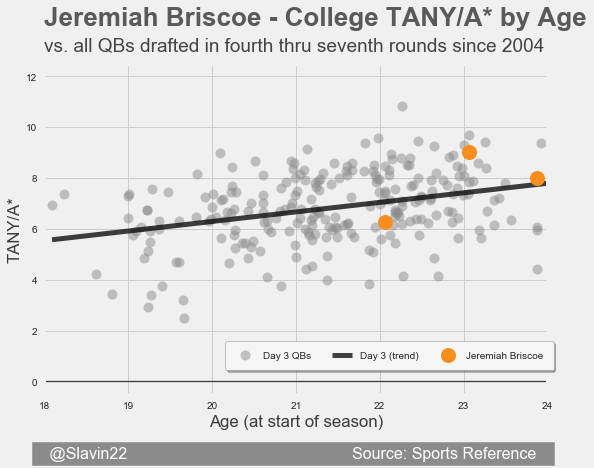 Jeremiah Briscoe - College TANY/A* by Age
vs. all QBs drafted in fourth thru seventh rounds since 2004
12
10
8
6
4
2
0
TANY/A*
Day 3 QBs Day 3 (trend) Jeremiah Briscoe
18 19 20 21 22 23 24
Age (at start of season)
@Slavin22 Source: Sports Reference